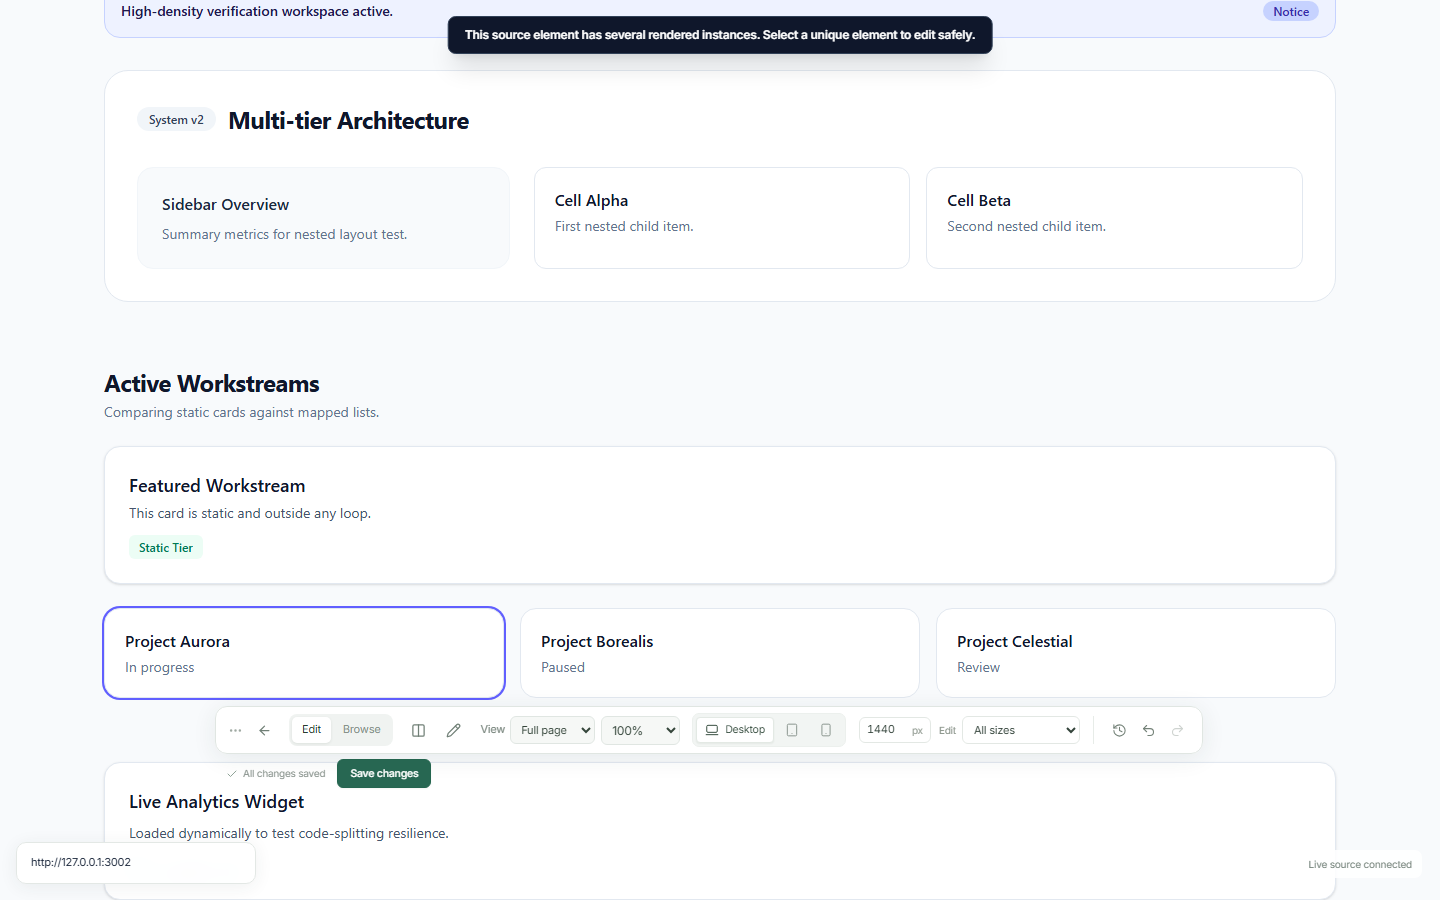 High-density verification workspace active.
Notice
This source element has several rendered instances. Select a unique element to edit safely.
System v2
Multi-tier Architecture
Sidebar Overview
Summary metrics for nested layout test.
Cell Alpha
First nested child item.
Cell Beta
Second nested child item.
Active Workstreams
Comparing static cards against mapped lists.
Featured Workstream
This card is static and outside any loop.
Static Tier
Project Aurora
In progress
Project Borealis
Paused
Project Celestial
Review
Edit
Browse
View
Full page
100%
Desktop
1440 px
Edit
All sizes
All changes saved
Save changes
Live Analytics Widget
Loaded dynamically to test code-splitting resilience.
http://127.0.0.1:3002
Live source connected